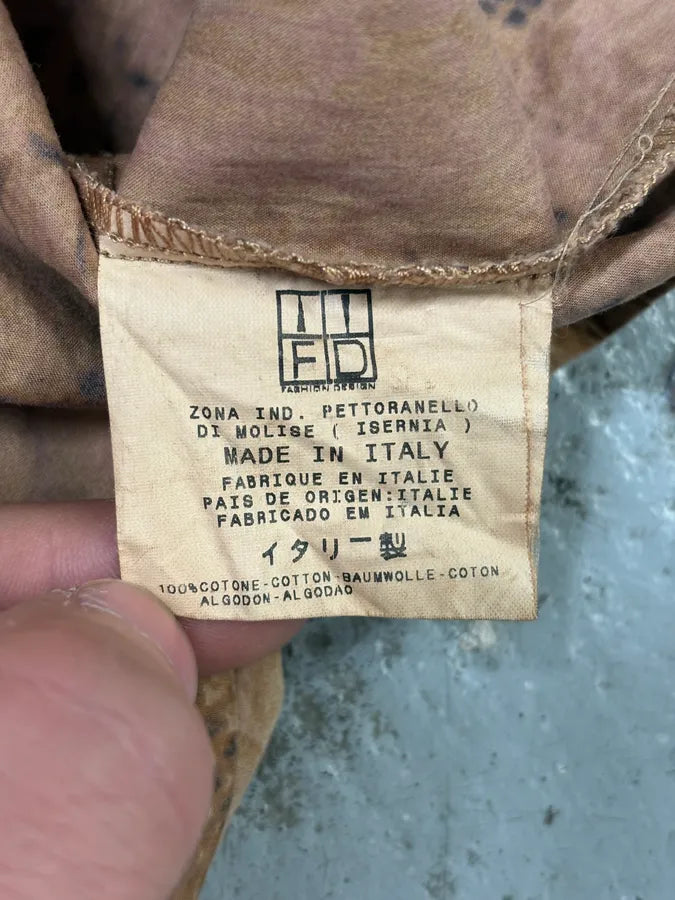 I T
F D
FASHION DESIGN
ZONA IND. PETTORANELLO
DI MOLISE ( ISERNIA )
MADE IN ITALY
FABRIQUE EN ITALIE
PAIS DE ORIGEN:ITALIE
FABRICADO EM ITALIA
イタリー製
100%COTONE-COTTON-BAUMWOLLE-COTON
ALGODON-ALGODAO